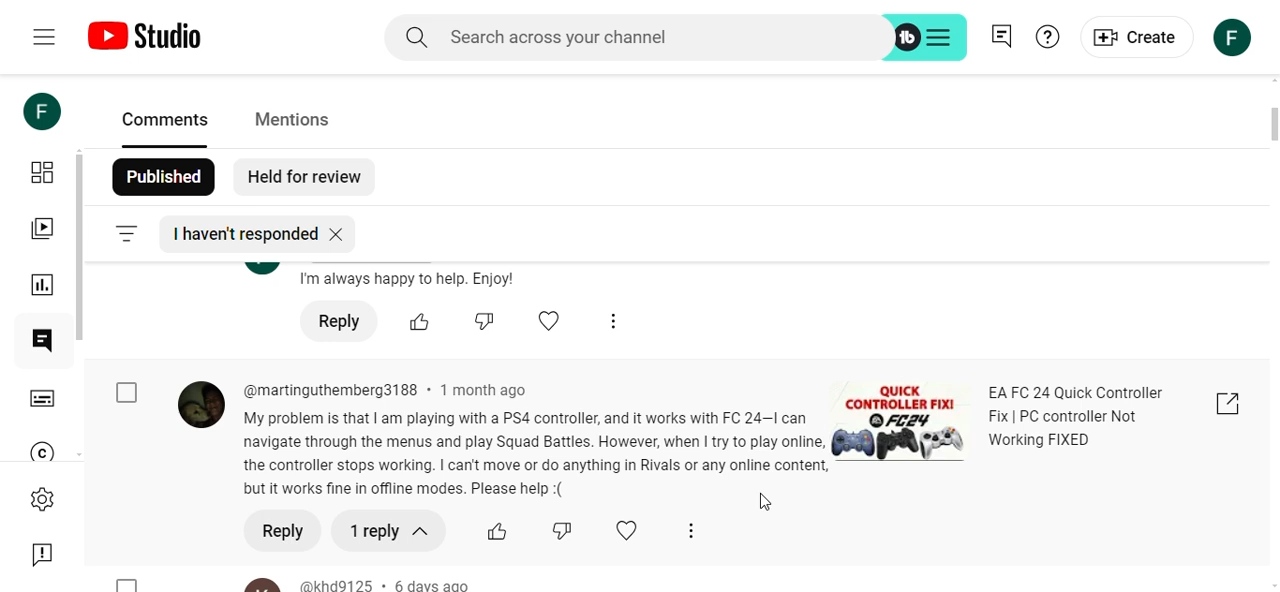 Studio
Search across your channel
Create
F
F
Comments
Mentions
Published
Held for review
I haven't responded
I'm always happy to help. Enjoy!
Reply
@martinguthemberg3188 • 1 month ago
My problem is that I am playing with a PS4 controller, and it works with FC 24—I can
navigate through the menus and play Squad Battles. However, when I try to play online,
the controller stops working. I can't move or do anything in Rivals or any online content,
but it works fine in offline modes. Please help :(
QUICK
CONTROLLER FIX!
FC24
EA FC 24 Quick Controller
Fix | PC controller Not
Working FIXED
Reply
1 reply
@khd9125 • 6 days ago